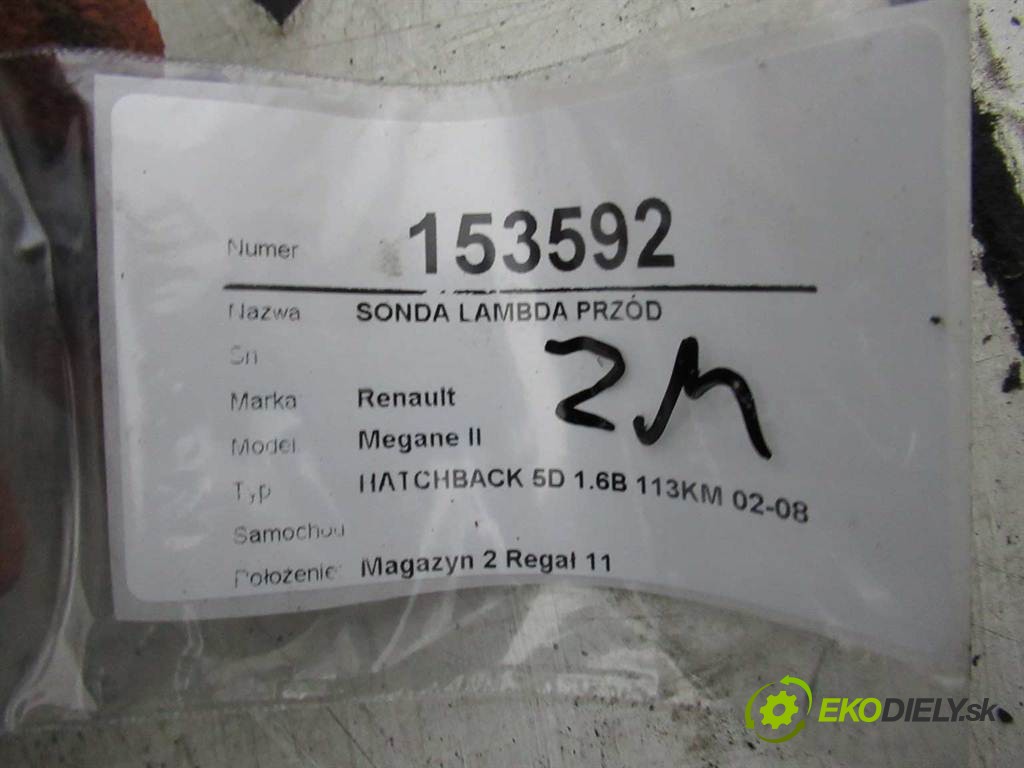 Numer 153592
Nazwa SONDA LAMBDA PRZÓD
Sn
Marka Renault
Model Megane II
Typ HATCHBACK 5D 1.6B 113KM 02-08
Samochód
Położenie: Magazyn 2 Regał 11
EKODIELY.sk